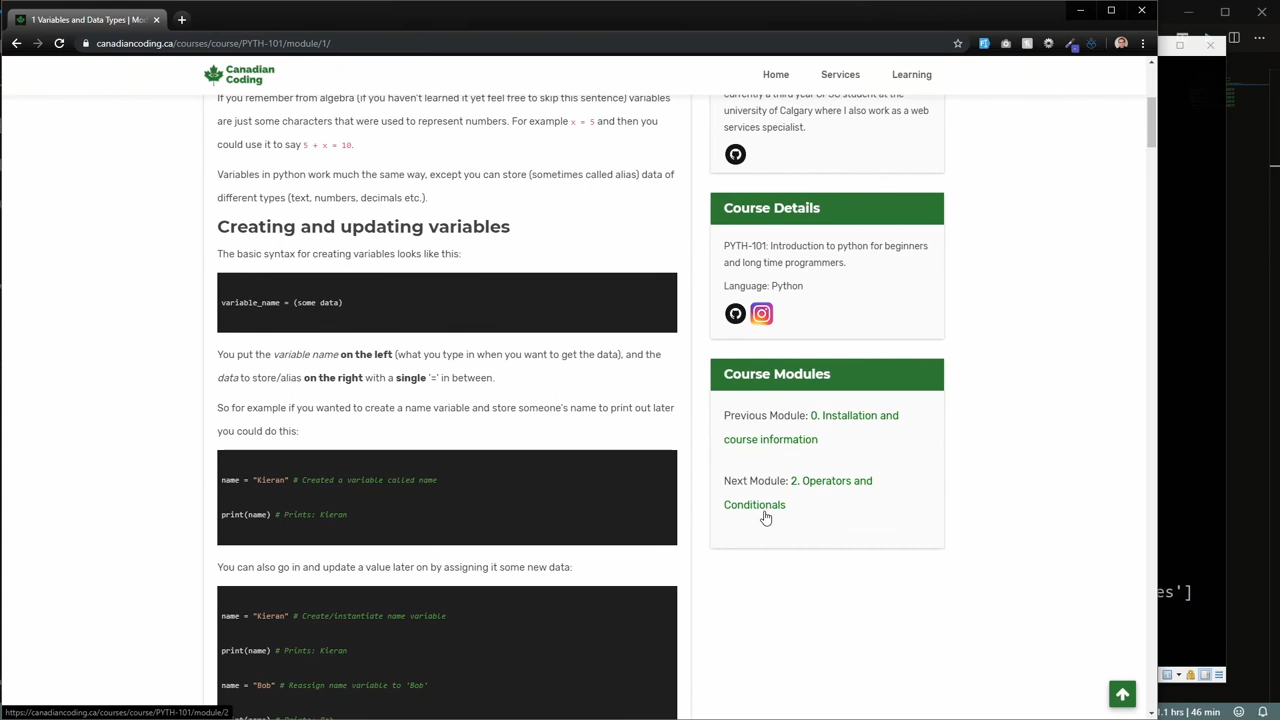 1 Variables and Data Types | Mo
canadiancoding.ca/courses/course/PYTH-101/module/1/
Canadian
Coding
Home
Services
Learning
If you remember from algebra (if you haven't learned it yet feel free to skip this sentence) variables
are just some characters that were used to represent numbers. For example x = 5 and then you
could use it to say 5 + x = 10.
Variables in python work much the same way, except you can store (sometimes called alias) data of
different types (text, numbers, decimals etc.).
Creating and updating variables
The basic syntax for creating variables looks like this:
variable_name = (some data)
You put the variable name on the left (what you type in when you want to get the data), and the
data to store/alias on the right with a single '=' in between.
So for example if you wanted to create a name variable and store someone's name to print out later
you could do this:
name = "Kieran" # Created a variable called name
print(name) # Prints: Kieran
You can also go in and update a value later on by assigning it some new data:
name = "Kieran" # Create/instantiate name variable
print(name) # Prints: Kieran
name = "Bob" # Reassign name variable to 'Bob'
currently a third year
student at the
university of Calgary where I also work as a web
services specialist.
Course Details
PYTH-101: Introduction to python for beginners
and long time programmers.
Language: Python
Course Modules
Previous Module: 0. Installation and
course information
Next Module: 2. Operators and
Conditionals
es']
https://canadiancoding.ca/courses/course/PYTH-101/module/2
1.1 hrs | 46 min